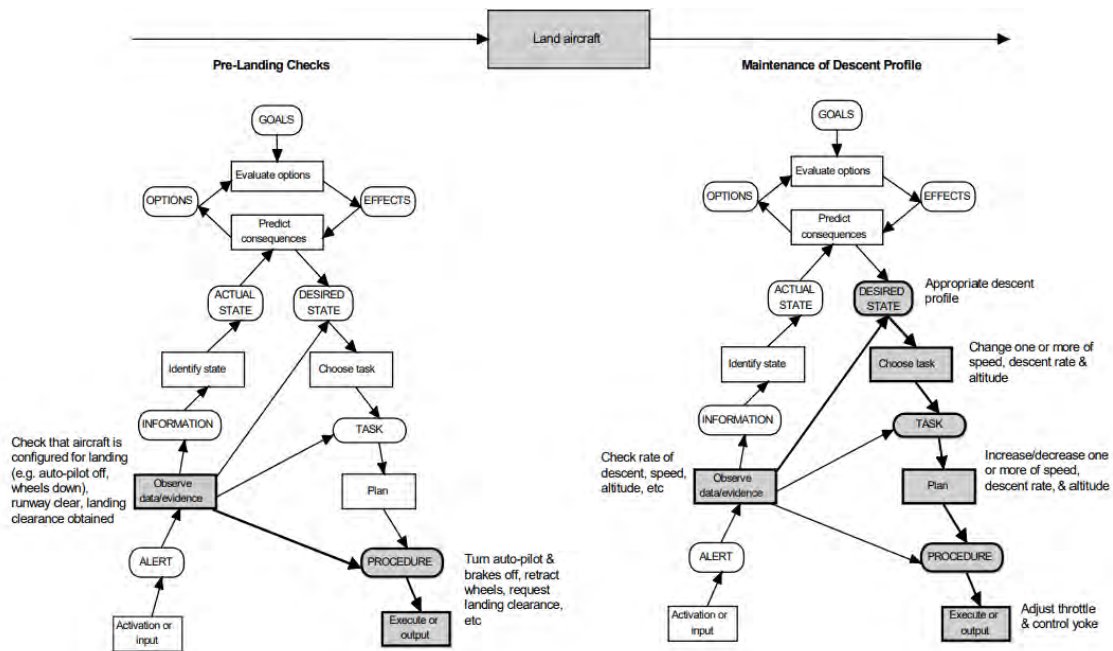 Land aircraft
Pre-Landing Checks
Maintenance of Descent Profile
GOALS
Evaluate options
OPTIONS
EFFECTS
Predict
consequences
ACTUAL
STATE
DESIRED
STATE
Identify state
Choose task
INFORMATION
TASK
Check that aircraft is
configured for landing
(e.g. auto-pilot off,
wheels down),
runway clear, landing
clearance obtained
Observe
data/evidence
Plan
ALERT
PROCEDURE
Turn auto-pilot &
brakes off, retract
wheels, request
landing clearance,
etc
Activation or
input
Execute or
output
GOALS
Evaluate options
OPTIONS
EFFECTS
Predict
consequences
ACTUAL
STATE
DESIRED
STATE
Appropriate descent
profile
Identify state
Choose task
Change one or more of
speed, descent rate &
altitude
INFORMATION
TASK
Check rate of
descent, speed,
altitude, etc
Observe
data/evidence
Plan
Increase/decrease one
or more of speed,
descent rate, & altitude
ALERT
PROCEDURE
Activation or
input
Execute or
output
Adjust throttle
& control yoke